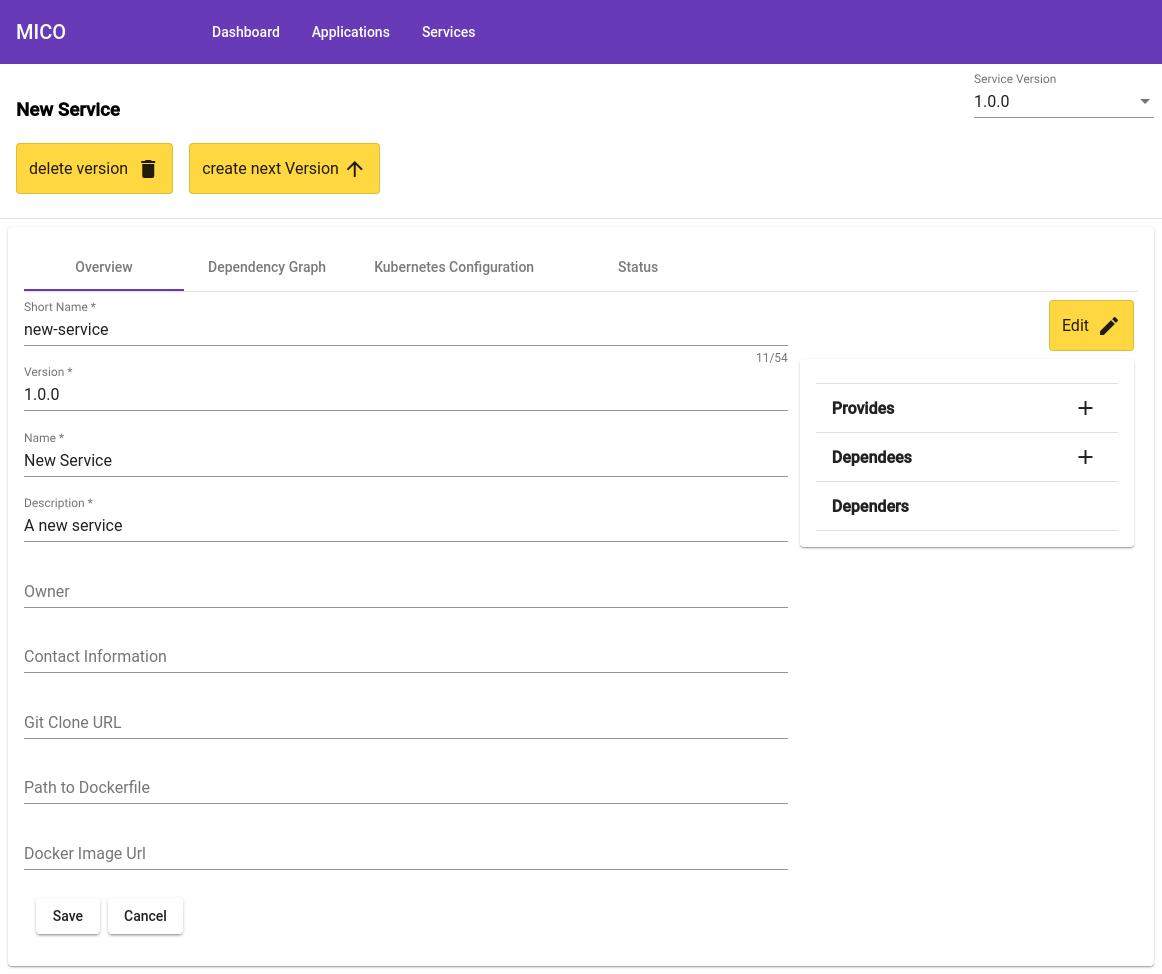 MICO
Dashboard Applications Services
Service Version
1.0.0
New Service
delete version create next Version
Overview Dependency Graph Kubernetes Configuration Status
Short Name *
new-service
11/54
Edit
Version *
1.0.0
Name *
New Service
Description *
A new service
Owner
Contact Information
Git Clone URL
Path to Dockerfile
Docker Image Url
Save Cancel
Provides
Dependees
Dependers